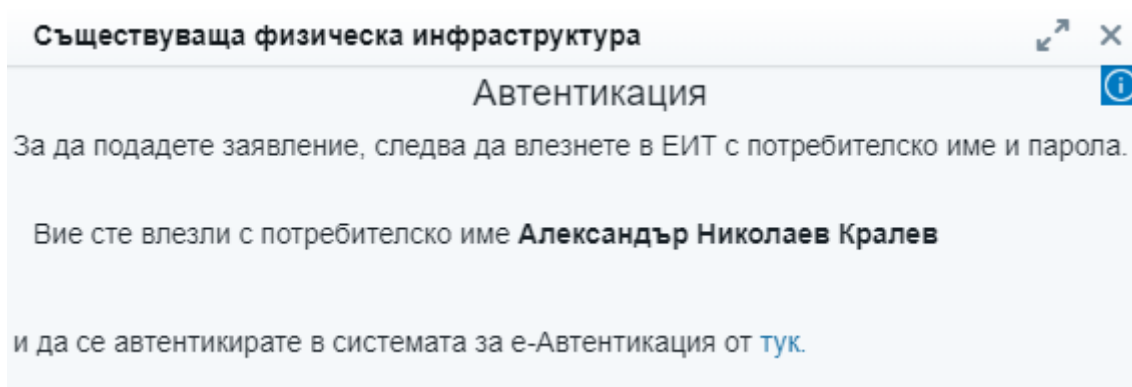 Съществуваща физическа инфраструктура
Автентикация
За да подадете заявление, следва да влезнете в ЕИТ с потребителско име и парола.
Вие сте влезли с потребителско име Александър Николаев Кралев
и да се автентикирате в системата за е-Автентикация от тук.